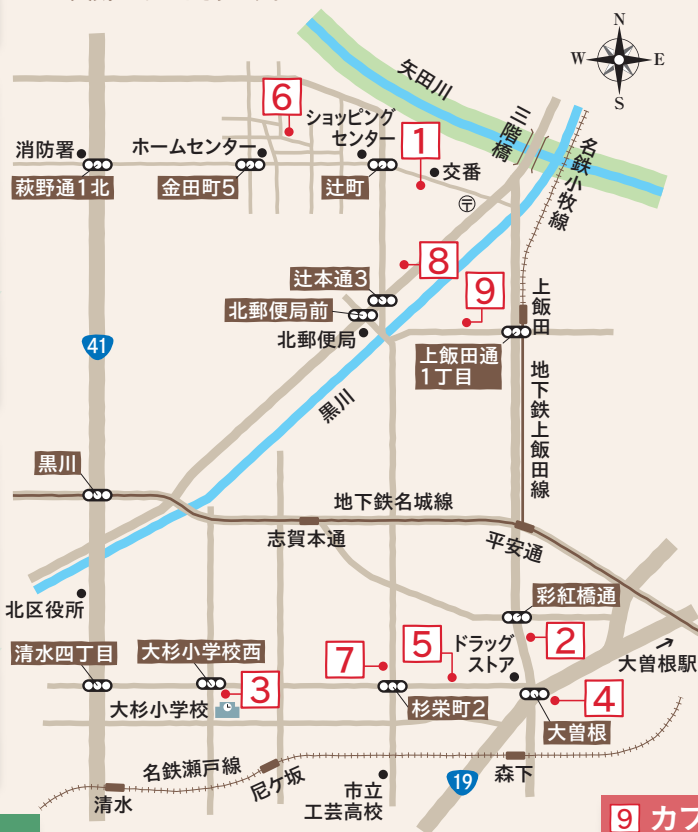 N
W E
S
矢田川
三階橋
名鉄小牧線
6
ショッピング
センター
1
消防署
ホームセンター
交番
萩野通1北
金田町5
辻町
〒
8
辻本通3
9
北郵便局前
上飯田
北郵便局
41
上飯田通
1丁目
黒川
地下鉄上飯田線
黒川
地下鉄名城線
志賀本通
平安通
北区役所
彩紅橋通
清水四丁目
大杉小学校西
7
5
ドラッグ
ストア
2
大曽根駅
3
大杉小学校
杉栄町2
4
大曽根
名鉄瀬戸線
尼ケ坂
市立
工芸高校
19
森下
清水
9 カフ